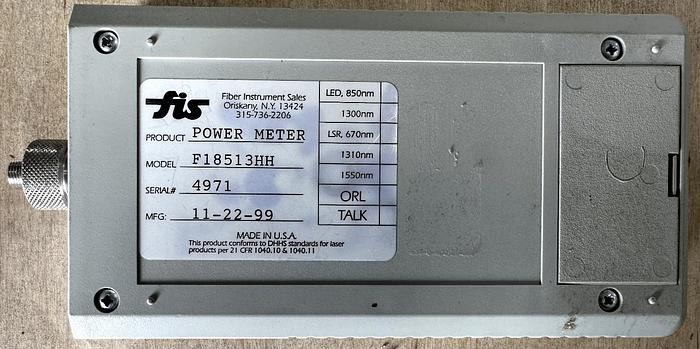 fis
Fiber Instrument Sales
Oriskany, N.Y. 13424
315-736-2206
PRODUCT POWER METER
MODEL F18513HH
SERIAL# 4971
MFG: 11-22-99
LED, 850nm
1300nm
LSR, 670nm
1310nm
1550nm
ORL
TALK
MADE IN U.S.A.
This product conforms to DHHS standards for laser
products per 21 CFR 1040.10 & 1040.11